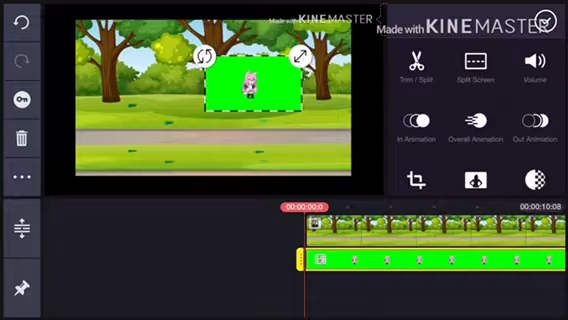 Made with KINEMASTER
Made with KINEMASTER
Trim / Split
Split Screen
Volume
In Animation
Overall Animation
Out Animation
00:00:00:0
00:00:10:08